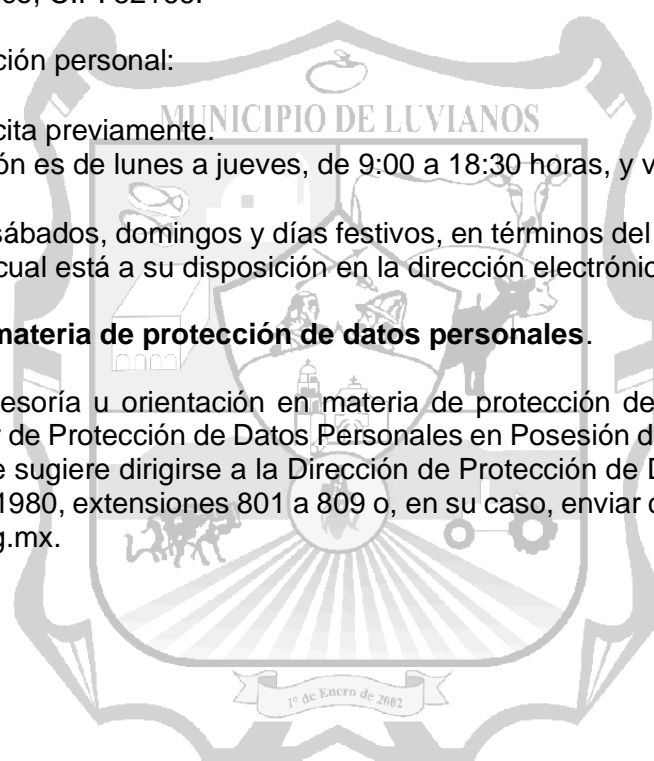 ción personal:
MUNICIPIO DE LUVIANOS
cita previamente.
ón es de lunes a jueves, de 9:00 a 18:30 horas, y v
sábados, domingos y días festivos, en términos del
cual está a su disposición en la dirección electrónic
materia de protección de datos personales.
esoría u orientación en materia de protección de
de Protección de Datos Personales en Posesión d
e sugiere dirigirse a la Dirección de Protección de D
1980, extensiones 801 a 809 o, en su caso, enviar c
g.mx.
1º de Enero de 2002